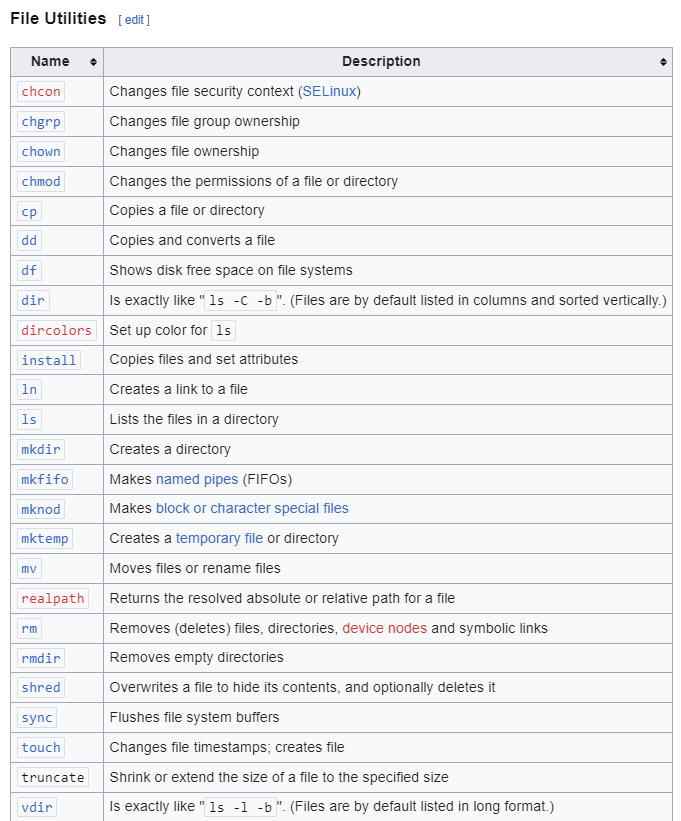 File Utilities [ edit ]
Name Description
chcon Changes file security context (SELinux)
chgrp Changes file group ownership
chown Changes file ownership
chmod Changes the permissions of a file or directory
cp Copies a file or directory
dd Copies and converts a file
df Shows disk free space on file systems
dir Is exactly like "ls -C -b". (Files are by default listed in columns and sorted vertically.)
dircolors Set up color for ls
install Copies files and set attributes
ln Creates a link to a file
ls Lists the files in a directory
mkdir Creates a directory
mkfifo Makes named pipes (FIFOs)
mknod Makes block or character special files
mktemp Creates a temporary file or directory
mv Moves files or rename files
realpath Returns the resolved absolute or relative path for a file
rm Removes (deletes) files, directories, device nodes and symbolic links
rmdir Removes empty directories
shred Overwrites a file to hide its contents, and optionally deletes it
sync Flushes file system buffers
touch Changes file timestamps; creates file
truncate Shrink or extend the size of a file to the specified size
vdir Is exactly like "ls -l -b". (Files are by default listed in long format.)